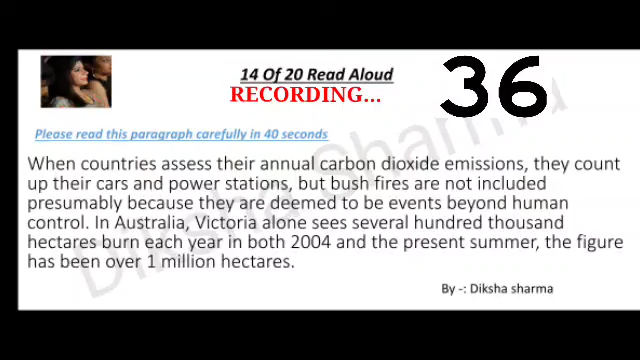 14 Of 20 Read Aloud
RECORDING...
36
Please read this paragraph carefully in 40 seconds
When countries assess their annual carbon dioxide emissions, they count
up their cars and power stations, but bush fires are not included
presumably because they are deemed to be events beyond human
control. In Australia, Victoria alone sees several hundred thousand
hectares burn each year in both 2004 and the present summer, the figure
has been over 1 million hectares.
By -: Diksha sharma
Diksha Sharma